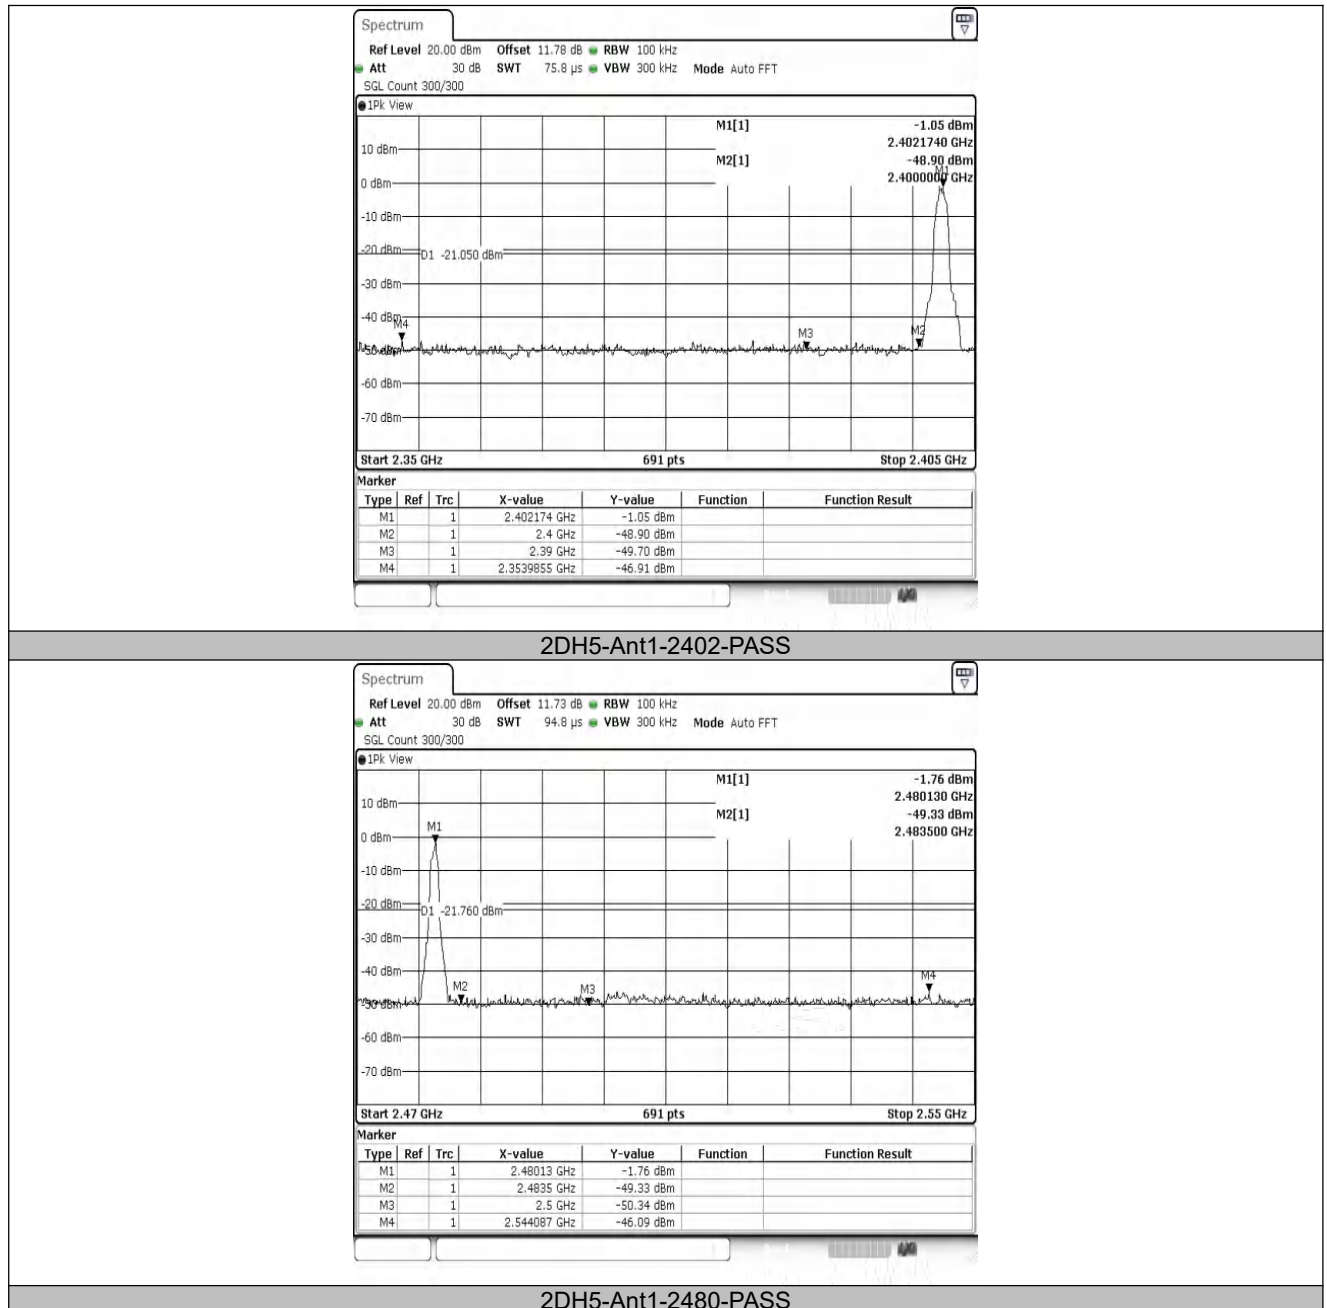 Spectrum
Ref Level 20.00 dBm Offset 11.78 dB RBW 100 kHz
Att 30 dB SWT 75.8 µs VBW 300 kHz Mode Auto FFT
SGL Count 300/300
1Pk View
M1[1] -1.05 dBm
2.4021740 GHz
10 dBm
M2[1] -48.90 dBm
M1
2.4000000 GHz
0 dBm
-10 dBm
-20 dBm
D1 -21.050 dBm
-30 dBm
-40 dBm
M4 M3 M2
-50 dBm
-60 dBm
-70 dBm
Start 2.35 GHz 691 pts Stop 2.405 GHz
Marker
Type Ref Trc X-value Y-value Function Function Result
M1 1 2.402174 GHz -1.05 dBm
M2 1 2.4 GHz -48.90 dBm
M3 1 2.39 GHz -49.70 dBm
M4 1 2.3539855 GHz -46.91 dBm
2DH5-Ant1-2402-PASS
Spectrum
Ref Level 20.00 dBm Offset 11.73 dB RBW 100 kHz
Att 30 dB SWT 94.8 µs VBW 300 kHz Mode Auto FFT
SGL Count 300/300
1Pk View
M1[1] -1.76 dBm
2.480130 GHz
10 dBm
M2[1] -49.33 dBm
M1
2.483500 GHz
0 dBm
-10 dBm
-20 dBm
D1 -21.760 dBm
-30 dBm
-40 dBm
M2 M3 M4
-50 dBm
-60 dBm
-70 dBm
Start 2.47 GHz 691 pts Stop 2.55 GHz
Marker
Type Ref Trc X-value Y-value Function Function Result
M1 1 2.48013 GHz -1.76 dBm
M2 1 2.4835 GHz -49.33 dBm
M3 1 2.5 GHz -50.34 dBm
M4 1 2.544087 GHz -46.09 dBm
2DH5-Ant1-2480-PASS